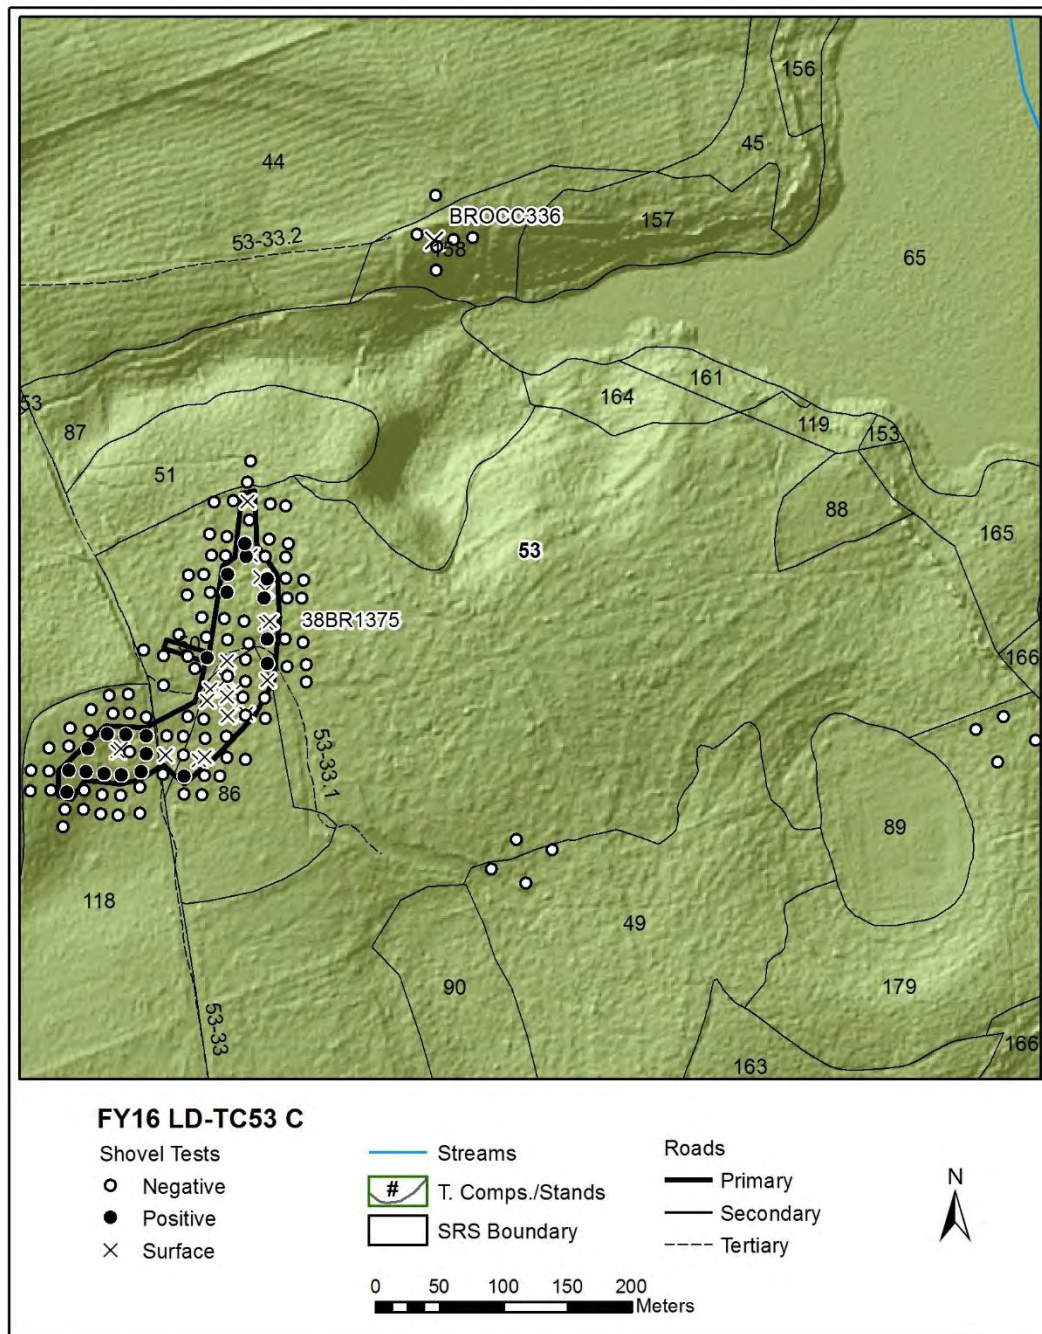 156
45
44
BROCC336
157
53-33.2
158
65
161
164
53
119
87
153
51
88
165
53
38BR1375
166
53-33.1
86
89
118
49
90
179
53-33
166
163
FY16 LD-TC53 C
Shovel Tests
Negative
Positive
Surface
Streams
# T. Comps./Stands
SRS Boundary
Roads
Primary
Secondary
Tertiary
N
0 50 100 150 200
Meters